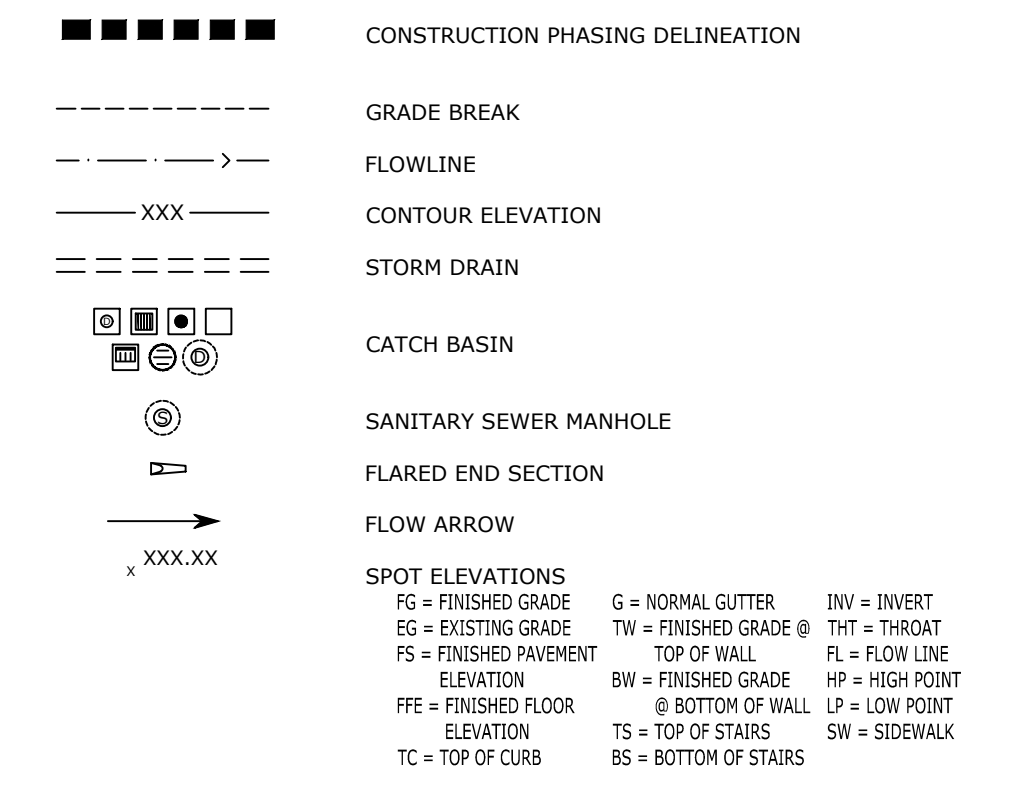 CONSTRUCTION PHASING DELINEATION
GRADE BREAK
FLOWLINE
XXX CONTOUR ELEVATION
STORM DRAIN
D
D
CATCH BASIN
S SANITARY SEWER MANHOLE
FLARED END SECTION
FLOW ARROW
X XXX.XX
SPOT ELEVATIONS
FG = FINISHED GRADE
EG = EXISTING GRADE
FS = FINISHED PAVEMENT
ELEVATION
FFE = FINISHED FLOOR
ELEVATION
TC = TOP OF CURB
G = NORMAL GUTTER
TW = FINISHED GRADE @
TOP OF WALL
BW = FINISHED GRADE
@ BOTTOM OF WALL
TS = TOP OF STAIRS
BS = BOTTOM OF STAIRS
INV = INVERT
THT = THROAT
FL = FLOW LINE
HP = HIGH POINT
LP = LOW POINT
SW = SIDEWALK